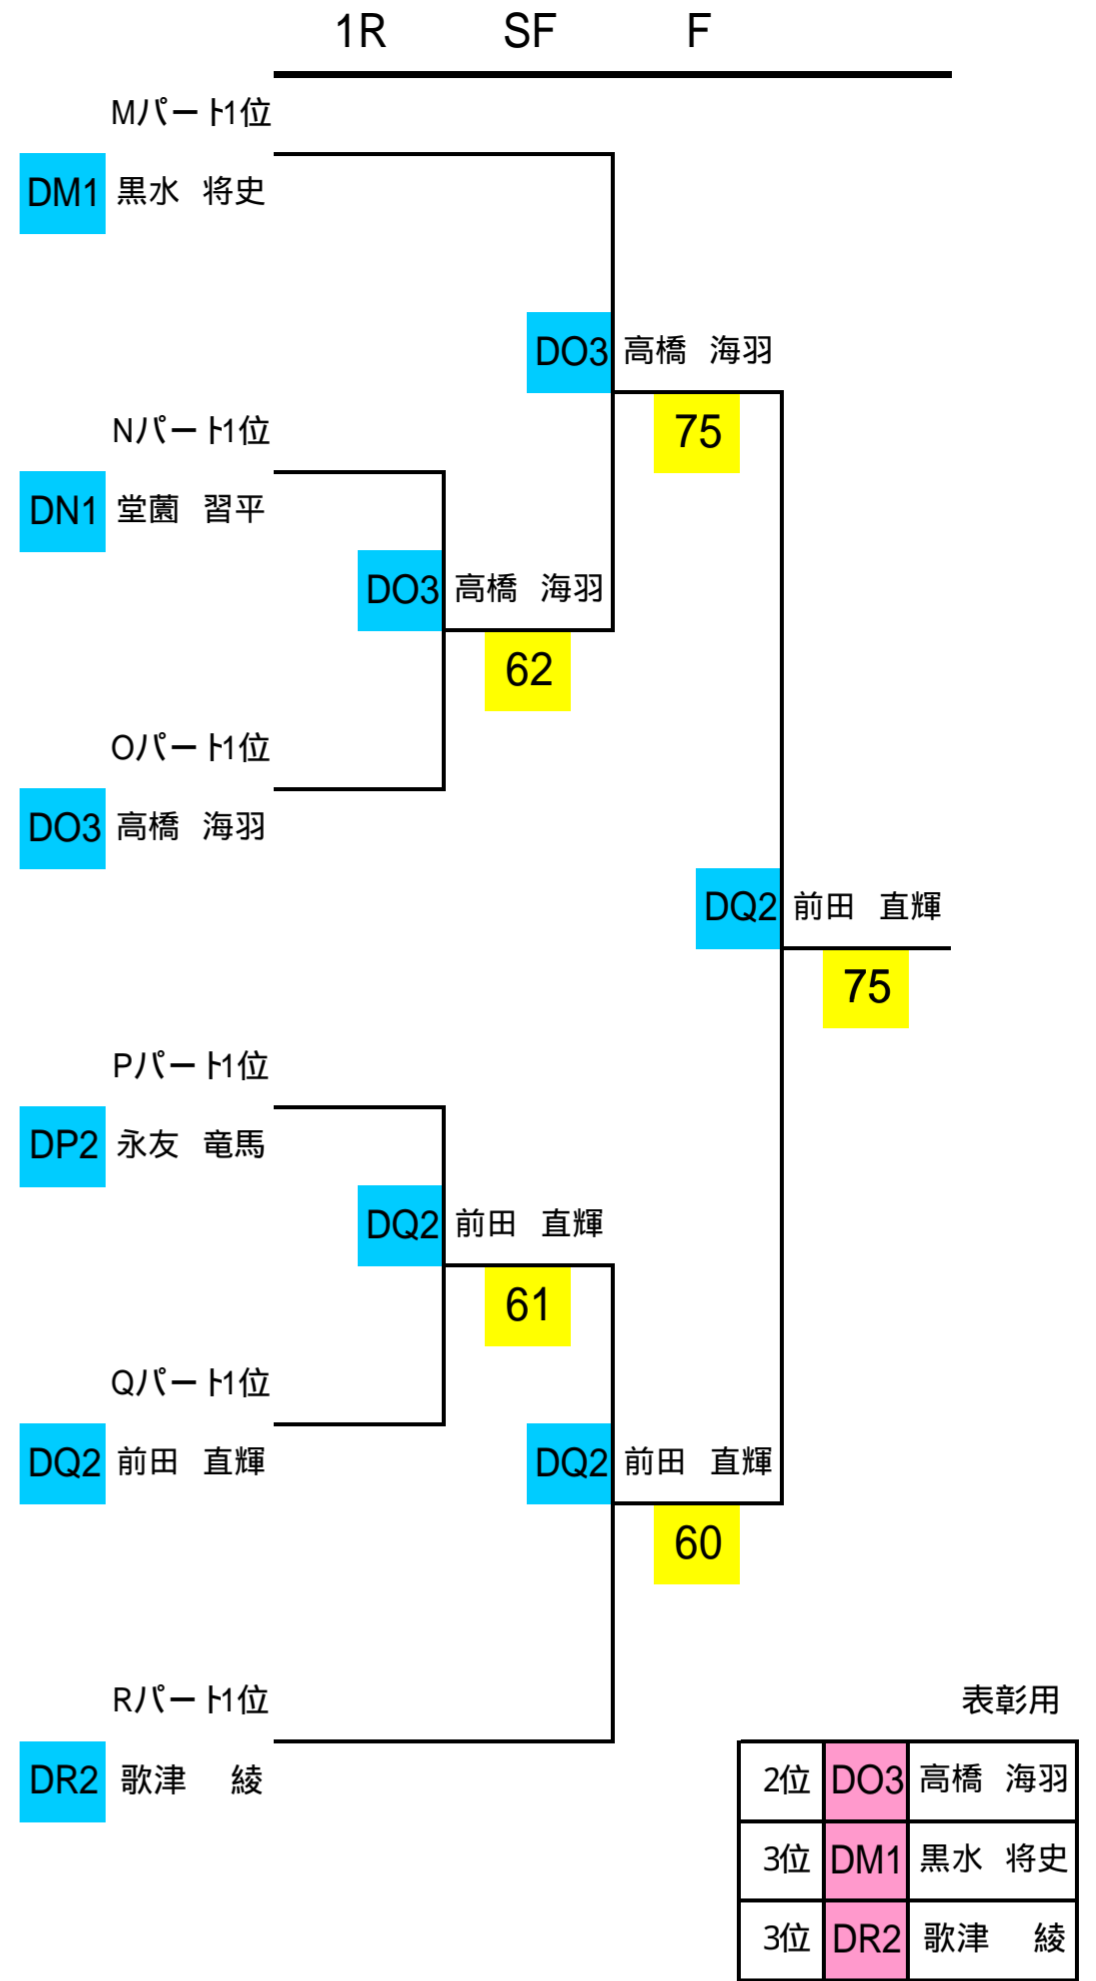 1R SF F
Mパート1位
DM1 黒水 将史
DO3 高橋 海羽
75
Nパート1位
DN1 堂薗 習平
DO3 高橋 海羽
62
Oパート1位
DO3 高橋 海羽
DQ2 前田 直輝
75
Pパート1位
DP2 永友 竜馬
DQ2 前田 直輝
61
Qパート1位
DQ2 前田 直輝
DQ2 前田 直輝
60
Rパート1位
DR2 歌津 綾
表彰用
2位 DO3 高橋 海羽
3位 DM1 黒水 将史
3位 DR2 歌津 綾